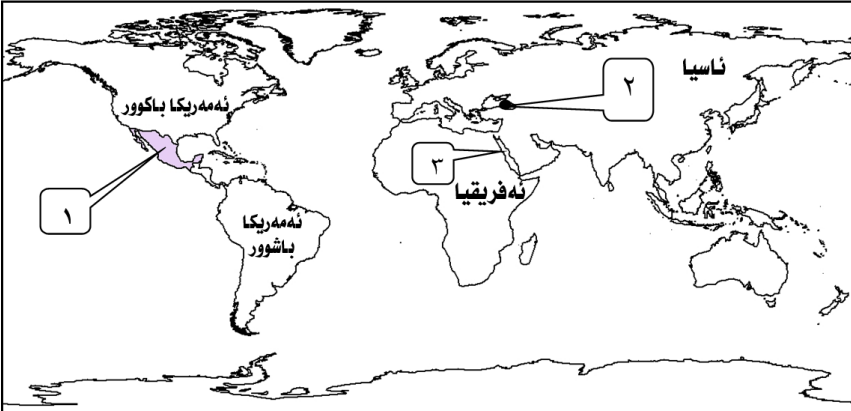 ئاسیا
٢
ئەمەریکا باکوور
٣
ئەفریقیا
١
ئەمەریکا
باشوور